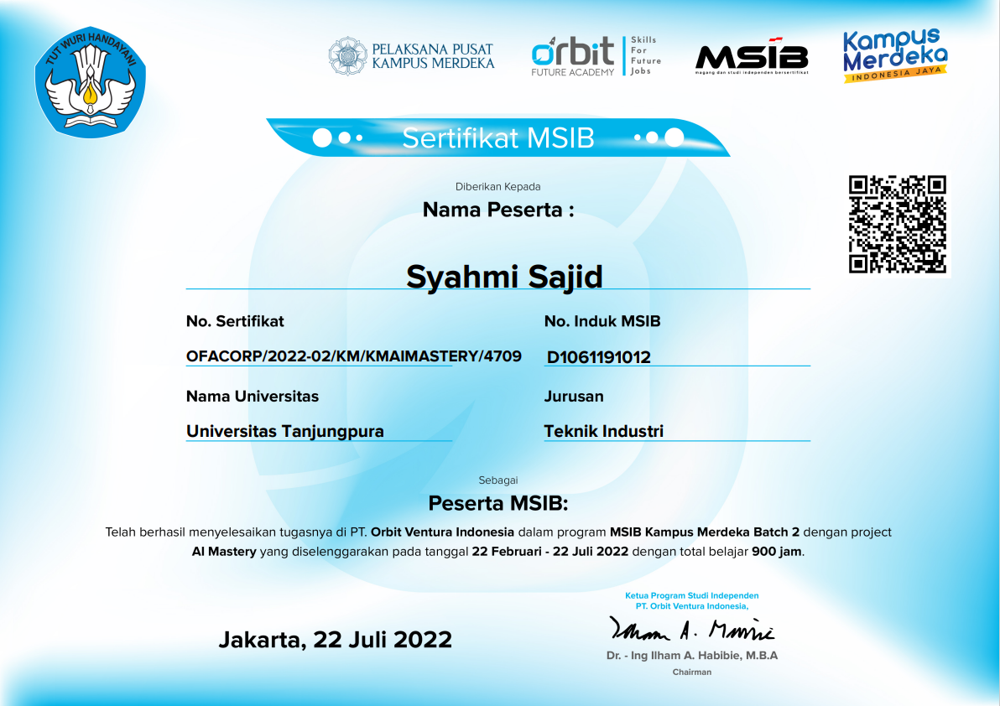 TUT WURI HANDAYANI
PELAKSANA PUSAT
KAMPUS MERDEKA
orbit
FUTURE ACADEMY
Skills
For
Future
Jobs
MSIB
magang dan studi independen bersertifikat
Kampus
Merdeka
INDONESIA JAYA
Sertifikat MSIB
Diberikan Kepada
Nama Peserta :
Syahmi Sajid
No. Sertifikat
No. Induk MSIB
OFACORP/2022-02/KM/KMAIMASTERY/4709
D1061191012
Nama Universitas
Jurusan
Universitas Tanjungpura
Teknik Industri
Sebagai
Peserta MSIB:
Telah berhasil menyelesaikan tugasnya di PT. Orbit Ventura Indonesia dalam program MSIB Kampus Merdeka Batch 2 dengan project
AI Mastery yang diselenggarakan pada tanggal 22 Februari - 22 Juli 2022 dengan total belajar 900 jam.
Ketua Program Studi Independen
PT. Orbit Ventura Indonesia,
Jakarta, 22 Juli 2022
Dr. - Ing Ilham A. Habibie, M.B.A
Chairman